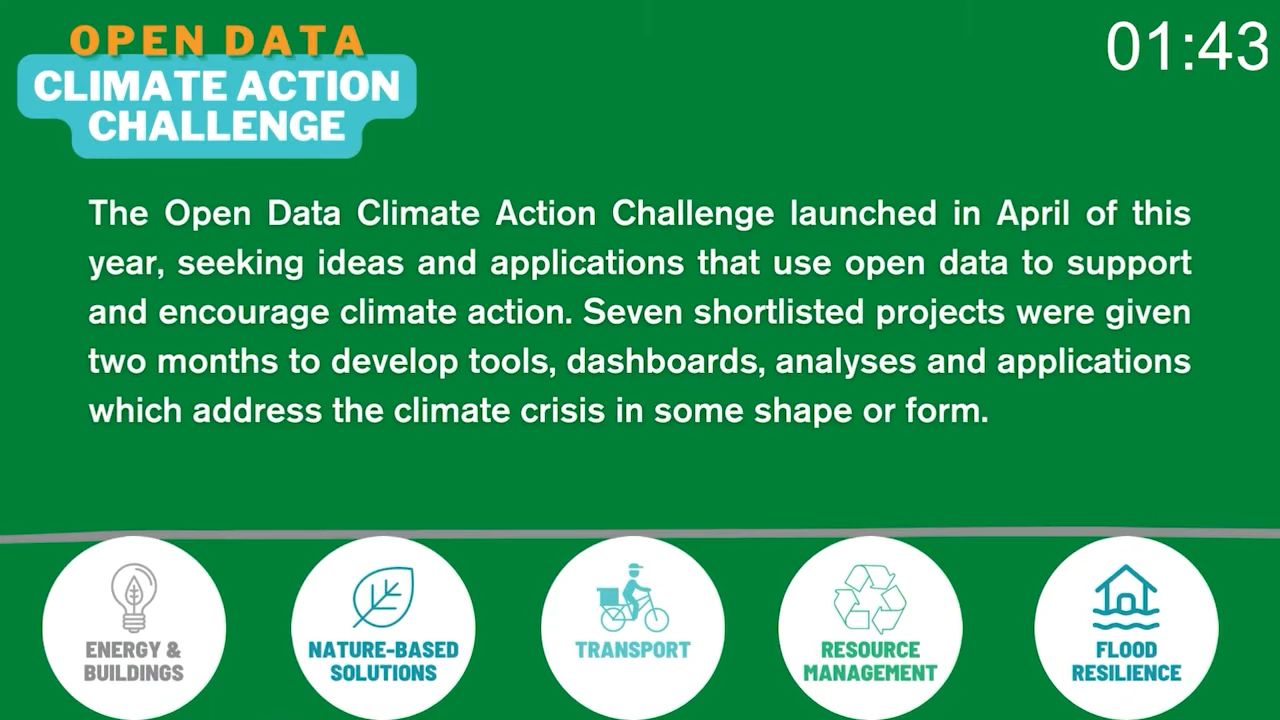 OPEN DATA
CLIMATE ACTION
CHALLENGE
01:43
The Open Data Climate Action Challenge launched in April of this
year, seeking ideas and applications that use open data to support
and encourage climate action. Seven shortlisted projects were given
two months to develop tools, dashboards, analyses and applications
which address the climate crisis in some shape or form.
ENERGY &
BUILDINGS
NATURE-BASED
SOLUTIONS
TRANSPORT
RESOURCE
MANAGEMENT
FLOOD
RESILIENCE